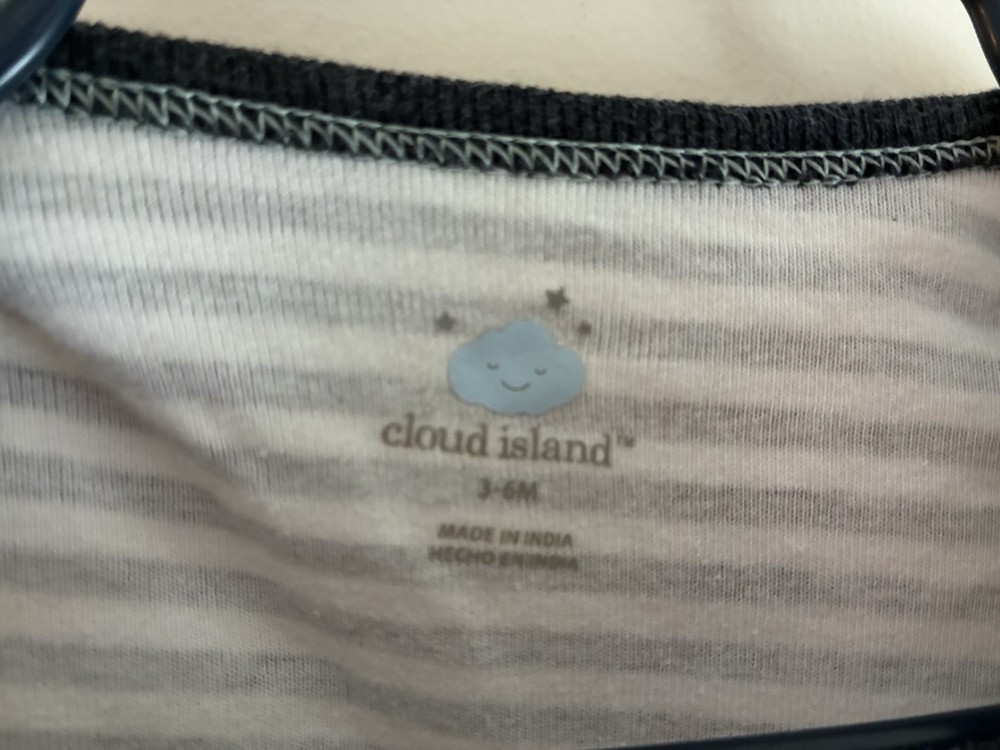 cloud island™
3-6M
MADE IN INDIA
HECHO EN INDIA